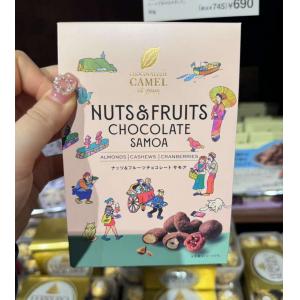 (税込745)¥690
CHOCOLATIER
CAMEL
NUTS&FRUITS
CHOCOLATE
SAMOA
ALMONDS | CASHEWS | CRANBERRIES
ナッツ&フルーツチョコレート サモア